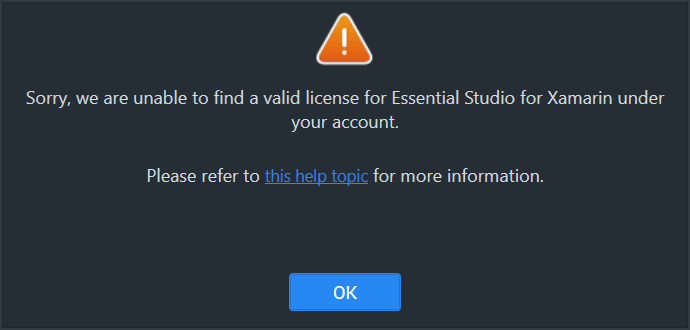 Sorry, we are unable to find a valid license for Essential Studio for Xamarin under
your account.
Please refer to this help topic for more information.
OK